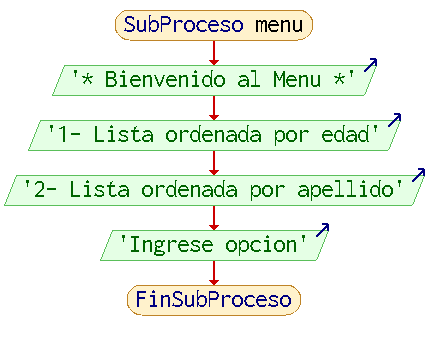 SubProceso menu
'* Bienvenido al Menu *'
'1- Lista ordenada por edad'
'2- Lista ordenada por apellido'
'Ingrese opcion'
FinSubProceso